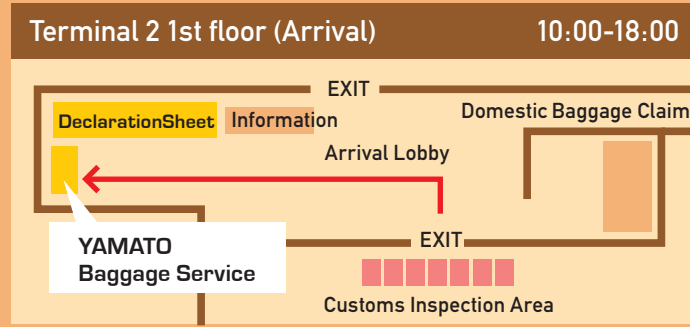 Terminal 2 1st floor (Arrival) 10:00-18:00
EXIT
DeclarationSheet Information Domestic Baggage Claim
Arrival Lobby
YAMATO
Baggage Service
EXIT
Customs Inspection Area